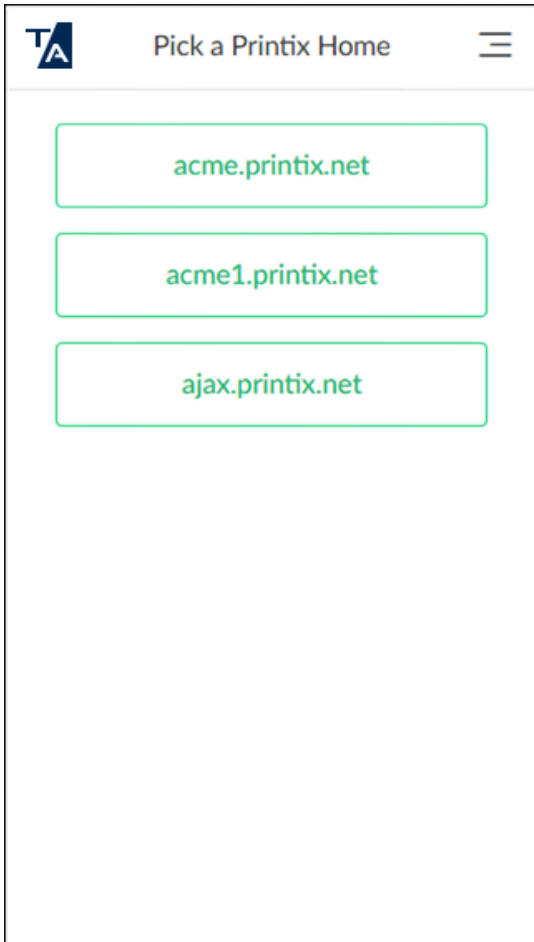 TA
Pick a Printix Home
acme.printix.net
acme1.printix.net
ajax.printix.net